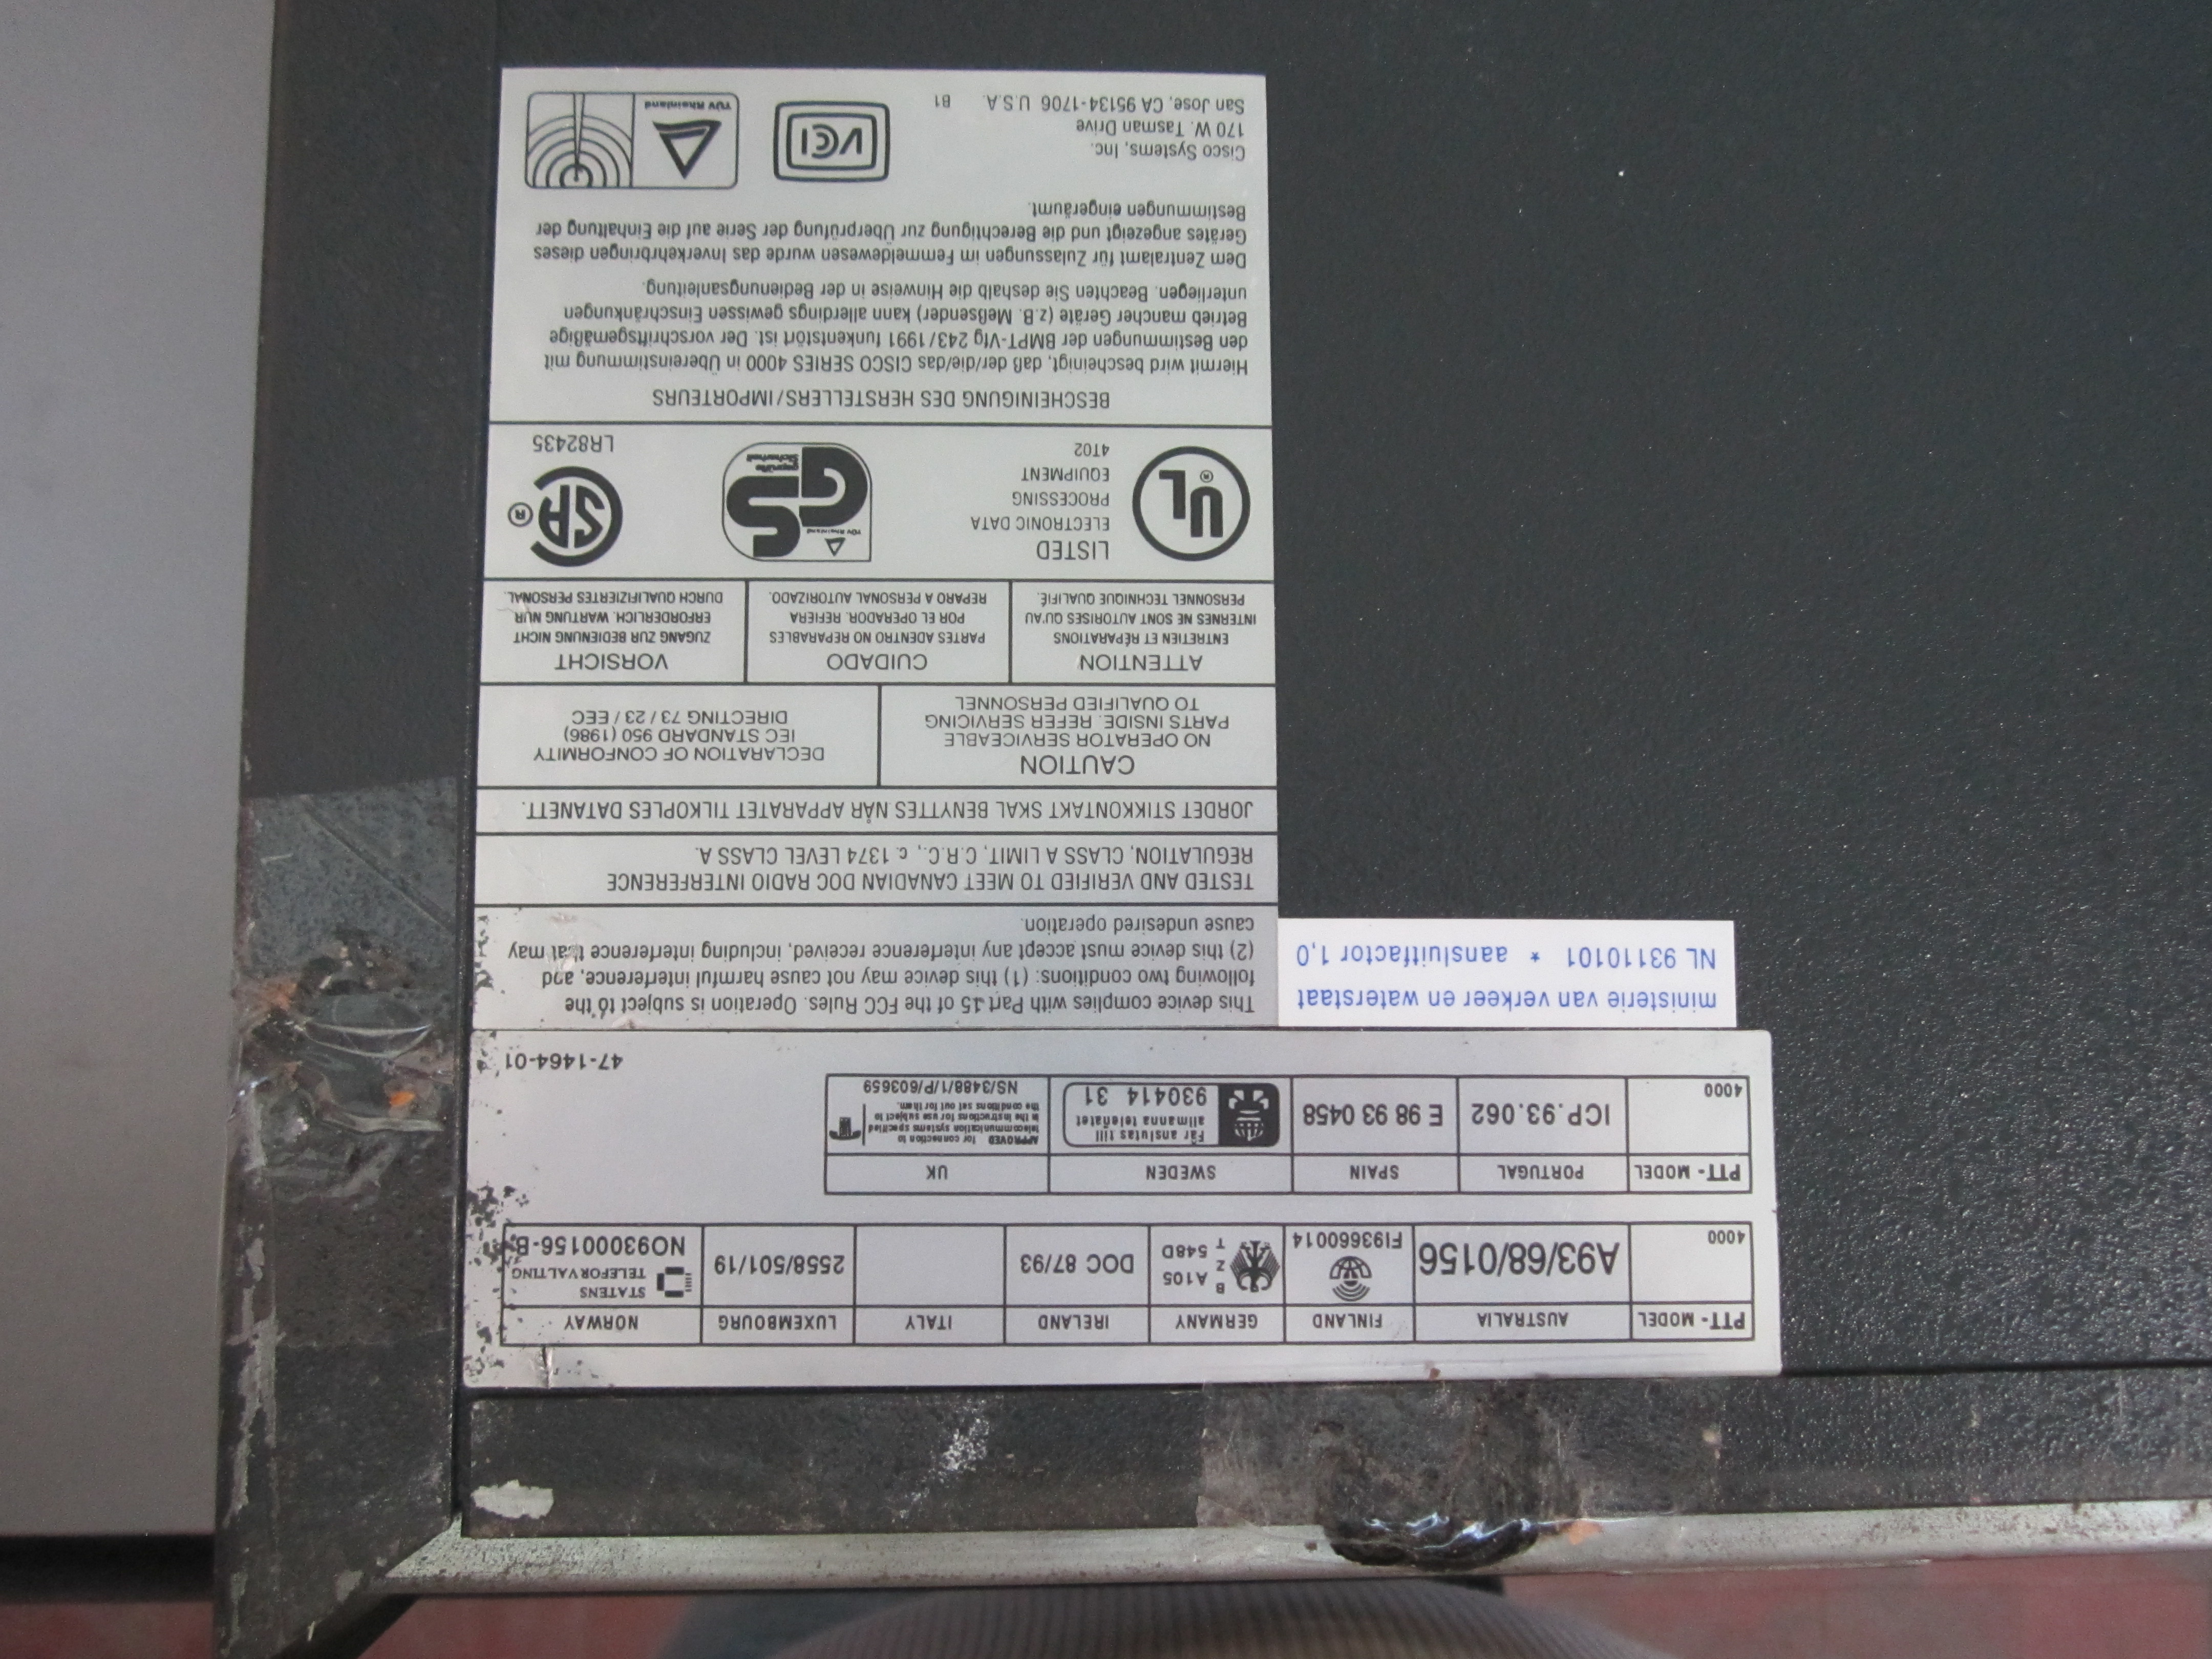 PTT - MODEL AUSTRALIA FINLAND GERMANY IRELAND ITALY LUXEMBOURG NORWAY
4000 A93/68/0156 FI93660014 B Z T A105 548D DOC 87/93 2558/501/19 STATENS TELEFORVALTING NO93000156-B
PTT - MODEL PORTUGAL SPAIN SWEDEN UK
4000 ICP.93.062 E 98 93 0458
Får anslutas till
allmänna telenätet
930414 31
APPROVED for connection to
telecommunication systems specified
in the instructions for use subject to
the conditions set out for them.
NS/3488/1/P/603659
47-1464-01
ministerie van verkeer en waterstaat
NL 93110101 * aansluitfactor 1,0
This device complies with Part 15 of the FCC Rules. Operation is subject to the
following two conditions: (1) this device may not cause harmful interference, and
(2) this device must accept any interference received, including interference that may
cause undesired operation.
TESTED AND VERIFIED TO MEET CANADIAN DOC RADIO INTERFERENCE
REGULATION, CLASS A LIMIT, C.R.C., c. 1374 LEVEL CLASS A.
JORDET STIKKONTAKT SKAL BENYTTES NÅR APPARATET TILKOPLES DATANETT.
CAUTION
NO OPERATOR SERVICEABLE
PARTS INSIDE. REFER SERVICING
TO QUALIFIED PERSONNEL
DECLARATION OF CONFORMITY
IEC STANDARD 950 (1986)
DIRECTING 73 / 23 / EEC
ATTENTION
ENTRETIEN ET RÉPARATIONS
INTERNES NE SONT AUTORISES QU'AU
PERSONNEL TECHNIQUE QUALIFIÉ.
CUIDADO
PARTES ADENTRO NO REPARABLES
POR EL OPERADOR. REFIERA
REPARO A PERSONAL AUTORIZADO.
VORSICHT
ZUGANG ZUR BEDIENUNG NICHT
ERFORDERLICH. WARTUNG NUR
DURCH QUALIFIZIERTES PERSONAL.
UL ®
LISTED
ELECTRONIC DATA
PROCESSING
EQUIPMENT
4T02
TÜV Rheinland
GS
geprüfte
Sicherheit
SA ®
LR82435
BESCHEINIGUNG DES HERSTELLERS/IMPORTEURS
Hiermit wird bescheinigt, daß der/die/das CISCO SERIES 4000 in Übereinstimmung mit
den Bestimmungen der BMPT-Vfg 243/1991 funkentstört ist. Der vorschriftsgemäßige
Betrieb mancher Geräte (z.B. Meßsender) kann allerdings gewissen Einschränkungen
unterliegen. Beachten Sie deshalb die Hinweise in der Bedienungsanleitung.
Dem Zentralamt für Zulassungen im Femmeldewesen wurde das Inverkehrbringen dieses
Gerätes angezeigt und die Berechtigung zur Überprüfung der Serie auf die Einhaltung der
Bestimmungen eingeräumt.
Cisco Systems, Inc.
170 W. Tasman Drive
San Jose, CA 95134-1706 U.S.A. B1
VCI
TÜV Rheinland